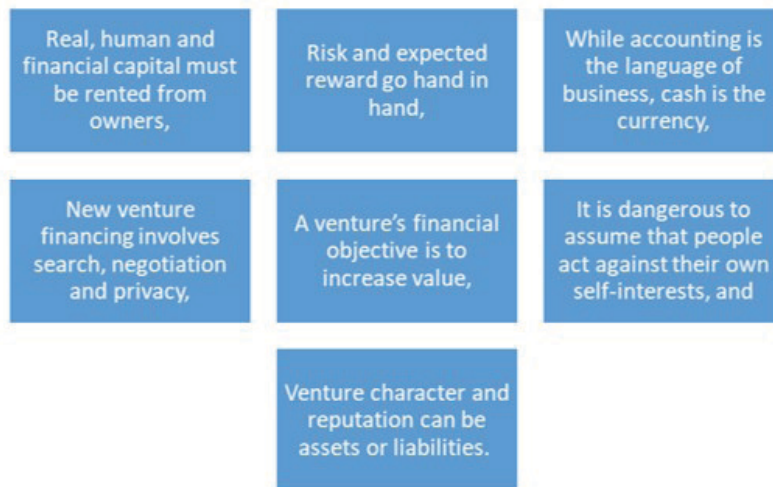 Real, human and
financial capital must
be rented from
owners,
Risk and expected
reward go hand in
hand,
While accounting is
the language of
business, cash is the
currency,
New venture
financing involves
search, negotiation
and privacy,
A venture's financial
objective is to
increase value,
It is dangerous to
assume that people
act against their own
self-interests, and
Venture character and
reputation can be
assets or liabilities.